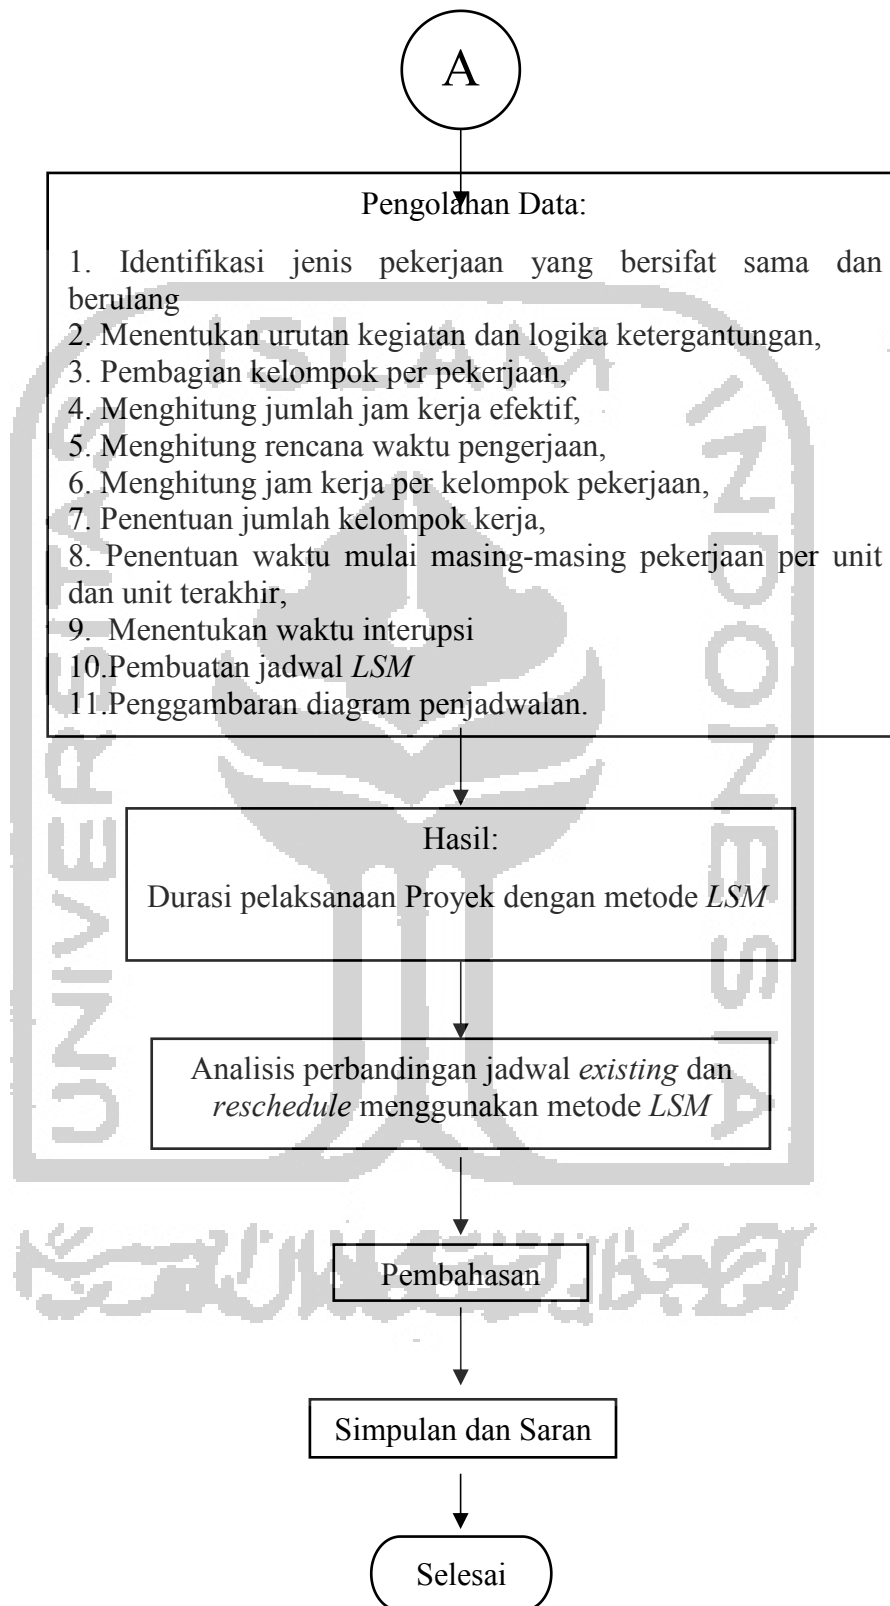 A
Pengolahan Data:
1. Identifikasi jenis pekerjaan yang bersifat sama dan
berulang
2. Menentukan urutan kegiatan dan logika ketergantungan,
3. Pembagian kelompok per pekerjaan,
4. Menghitung jumlah jam kerja efektif,
5. Menghitung rencana waktu pengerjaan,
6. Menghitung jam kerja per kelompok pekerjaan,
7. Penentuan jumlah kelompok kerja,
8. Penentuan waktu mulai masing-masing pekerjaan per unit
dan unit terakhir,
9. Menentukan waktu interupsi
10.Pembuatan jadwal LSM
11.Penggambaran diagram penjadwalan.
Hasil:
Durasi pelaksanaan Proyek dengan metode LSM
Analisis perbandingan jadwal existing dan
reschedule menggunakan metode LSM
Pembahasan
Simpulan dan Saran
Selesai
UNIVERSITAS
ISLAM
INDONESIA